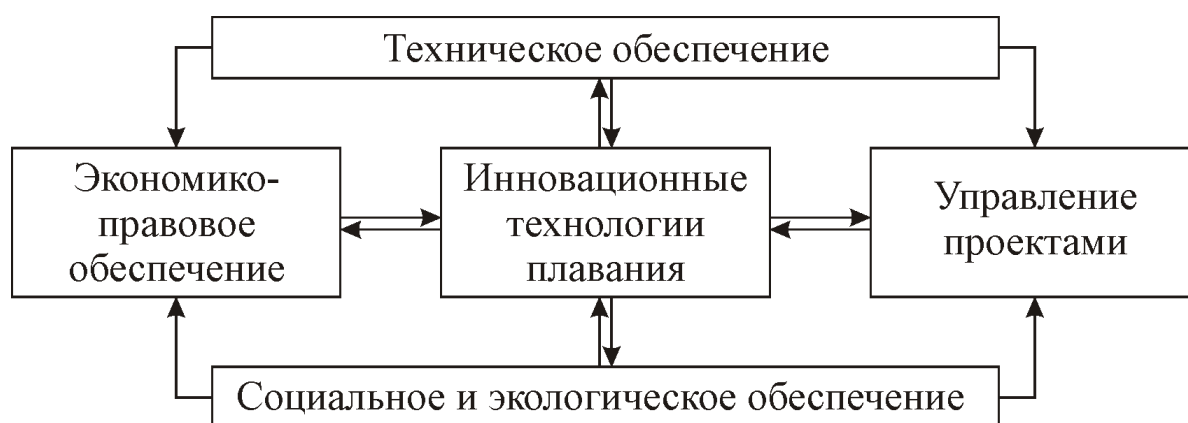 Техническое обеспечение
Экономико-
правовое
обеспечение
Инновационные
технологии
плавания
Управление
проектами
Социальное и экологическое обеспечение